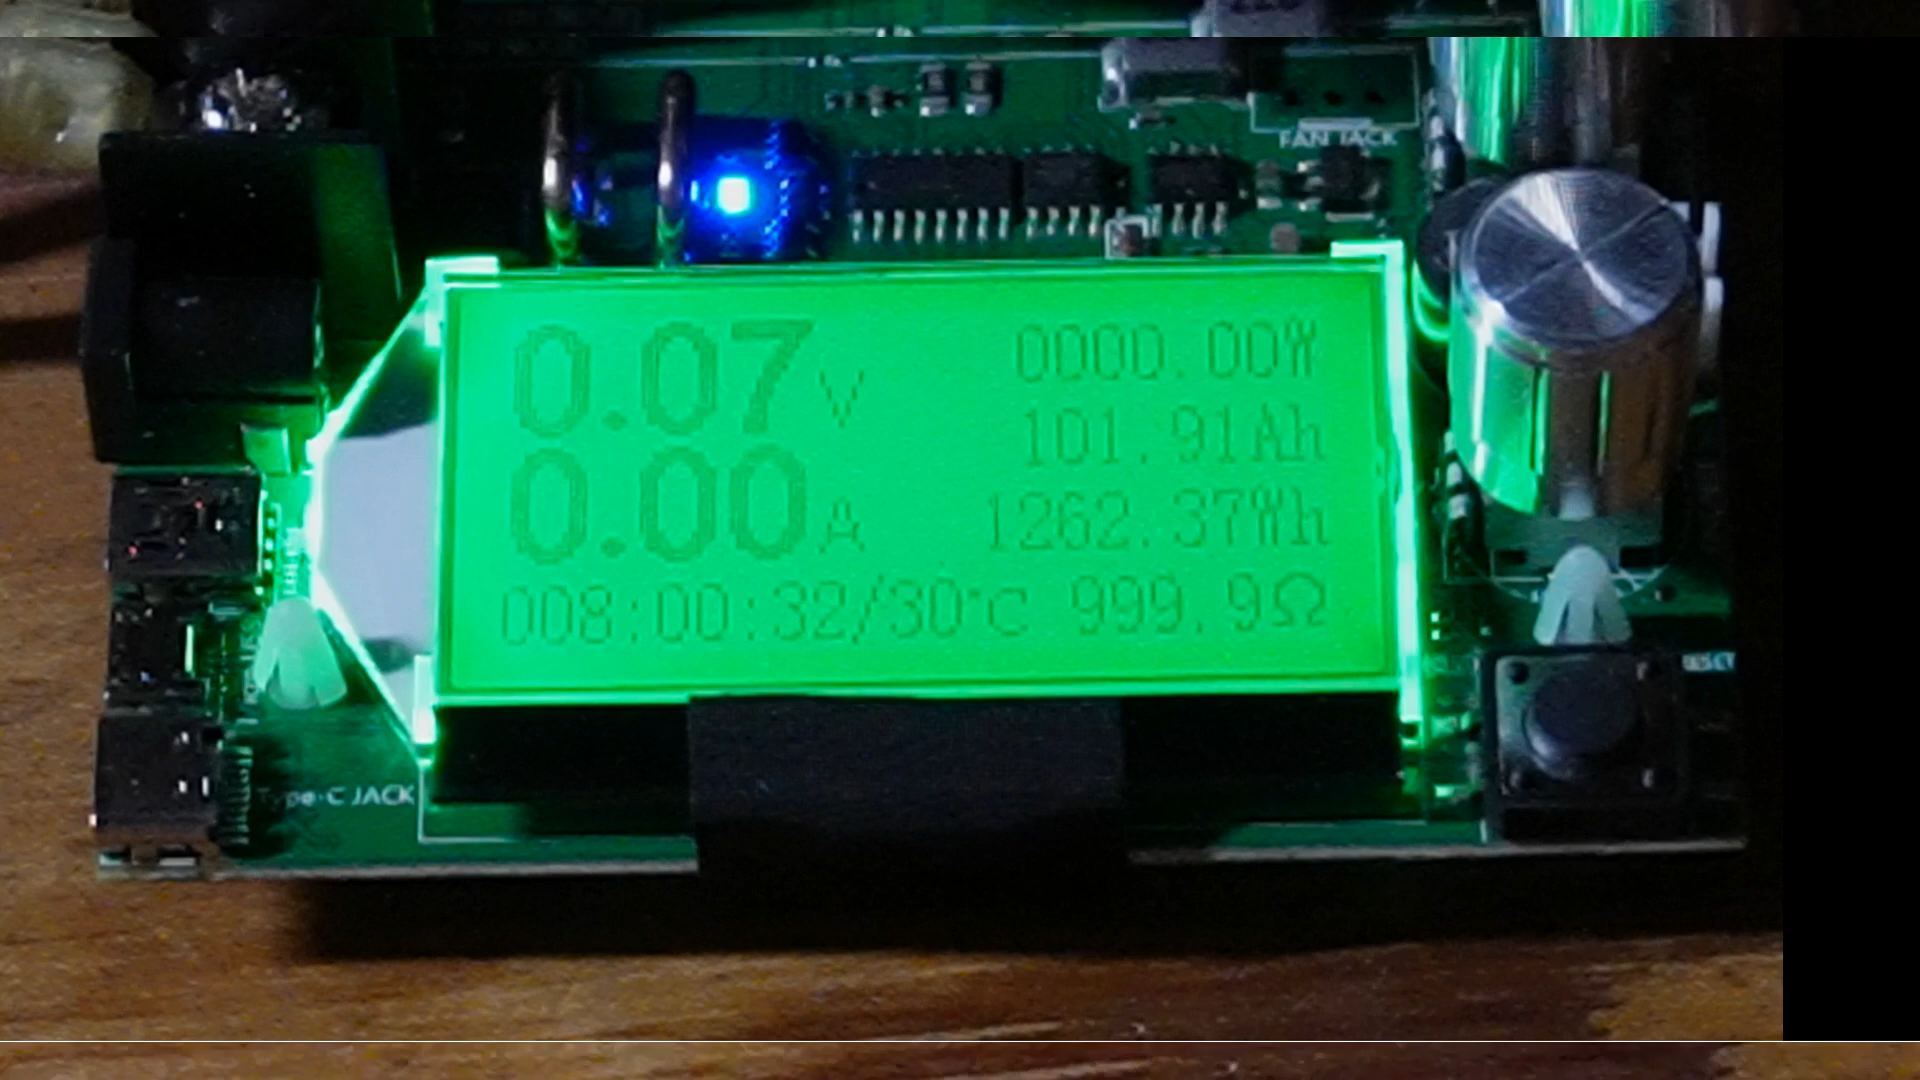 FAN JACK
0.07V
0000.00W
101.91Ah
0.00A
1262.37Wh
008:00:32/30°C 999.9Ω
Type-C JACK